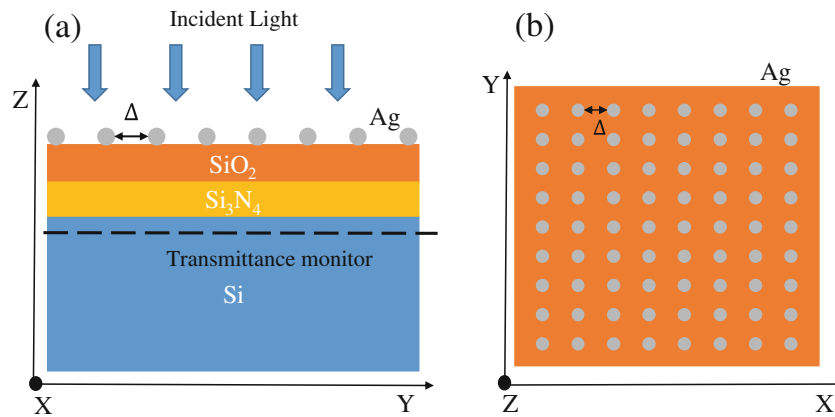 (a)
Incident Light
Z
Δ
Ag
SiO₂
Si₃N₄
Transmittance monitor
Si
X
Y
(b)
Ag
Y
Δ
Z
X